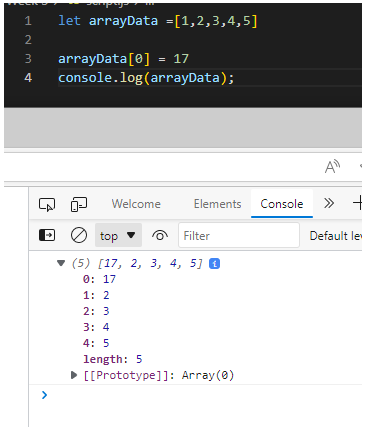 1 let arrayData =[1,2,3,4,5]
2
3 arrayData[0] = 17
4 console.log(arrayData);
A
Welcome Elements Console
top Filter Default lev
(5) [17, 2, 3, 4, 5] i
0: 17
1: 2
2: 3
3: 4
4: 5
length: 5
[[Prototype]]: Array(0)